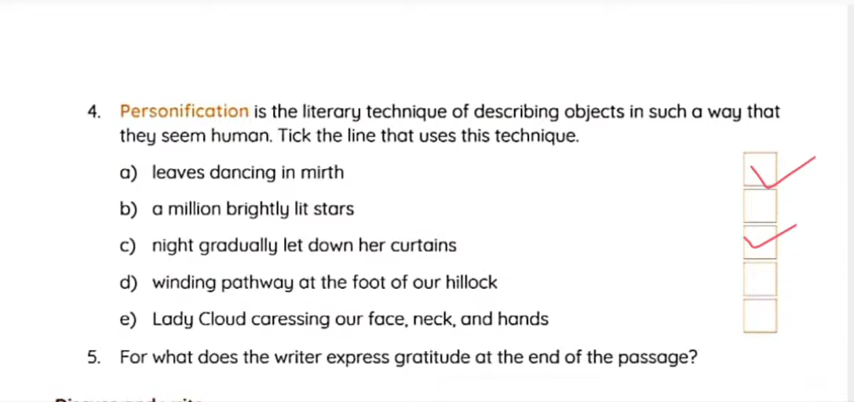 4. Personification is the literary technique of describing objects in such a way that
they seem human. Tick the line that uses this technique.
a) leaves dancing in mirth
b) a million brightly lit stars
c) night gradually let down her curtains
d) winding pathway at the foot of our hillock
e) Lady Cloud caressing our face, neck, and hands
5. For what does the writer express gratitude at the end of the passage?